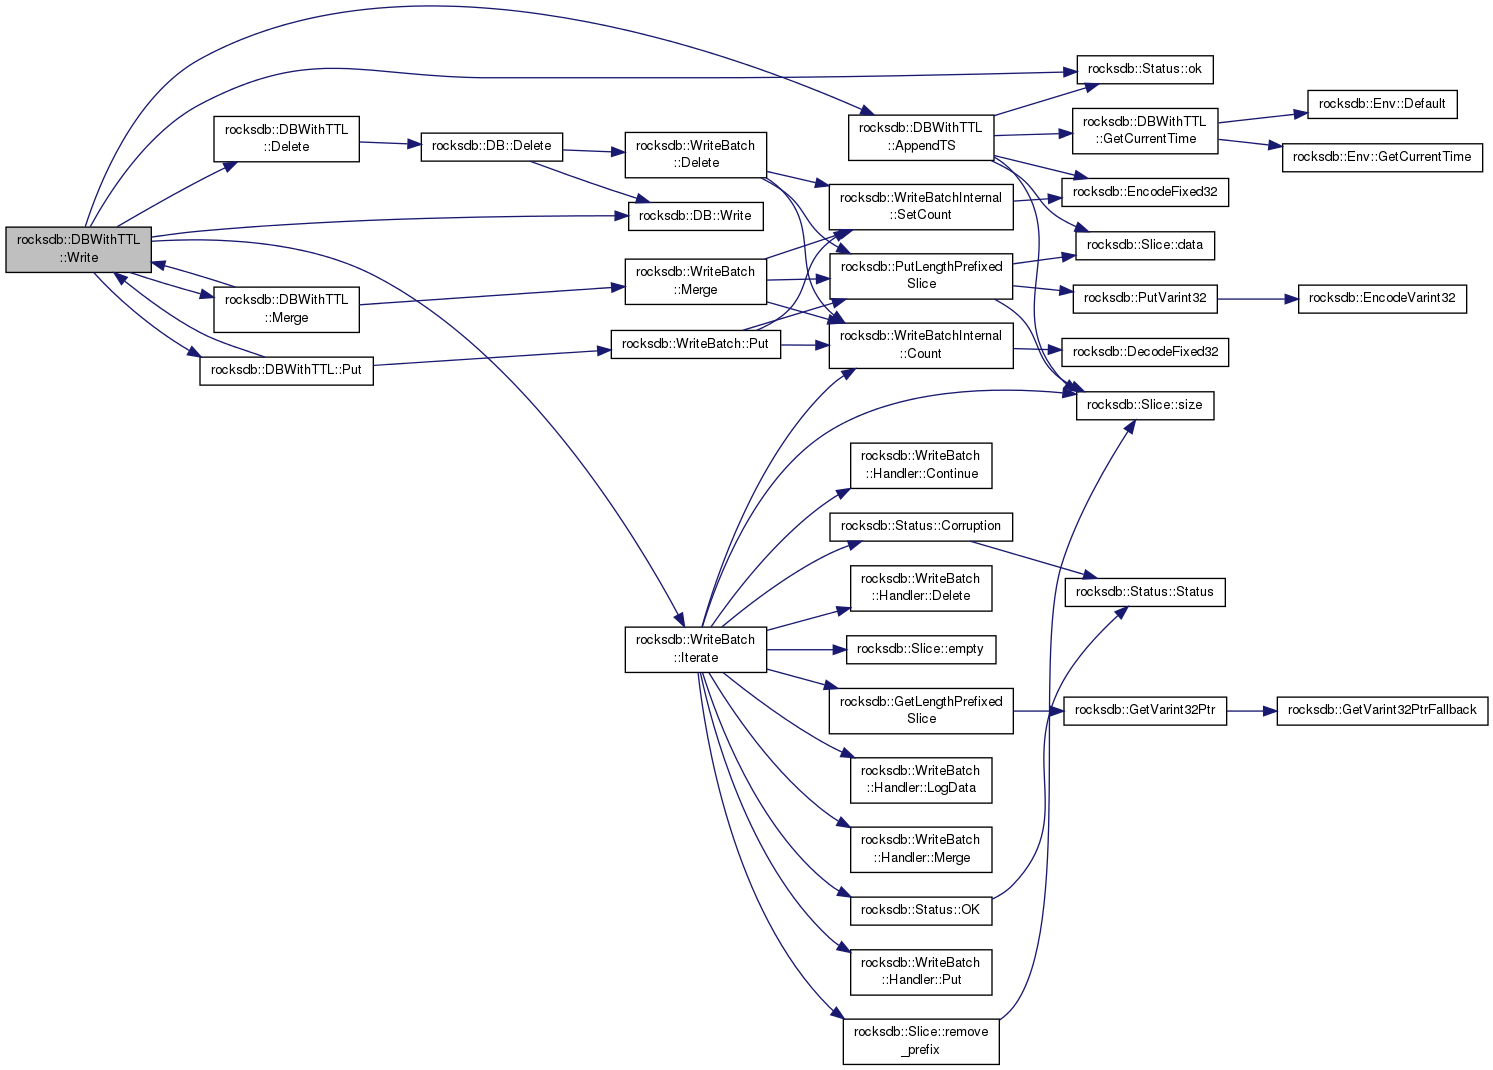 rocksdb::DBWithTTL
::Write
rocksdb::DBWithTTL
::Delete
rocksdb::DB::Delete
rocksdb::WriteBatch
::Delete
rocksdb::DB::Write
rocksdb::DBWithTTL
::Merge
rocksdb::WriteBatch
::Merge
rocksdb::DBWithTTL::Put
rocksdb::WriteBatch::Put
rocksdb::WriteBatch
::Iterate
rocksdb::DBWithTTL
::AppendTS
rocksdb::WriteBatchInternal
::SetCount
rocksdb::PutLengthPrefixed
Slice
rocksdb::WriteBatchInternal
::Count
rocksdb::WriteBatch
::Handler::Continue
rocksdb::Status::Corruption
rocksdb::WriteBatch
::Handler::Delete
rocksdb::Slice::empty
rocksdb::GetLengthPrefixed
Slice
rocksdb::WriteBatch
::Handler::LogData
rocksdb::WriteBatch
::Handler::Merge
rocksdb::Status::OK
rocksdb::WriteBatch
::Handler::Put
rocksdb::Slice::remove
_prefix
rocksdb::Status::ok
rocksdb::DBWithTTL
::GetCurrentTime
rocksdb::EncodeFixed32
rocksdb::Slice::data
rocksdb::PutVarint32
rocksdb::DecodeFixed32
rocksdb::Slice::size
rocksdb::Status::Status
rocksdb::GetVarint32Ptr
rocksdb::Env::Default
rocksdb::Env::GetCurrentTime
rocksdb::EncodeVarint32
rocksdb::GetVarint32PtrFallback